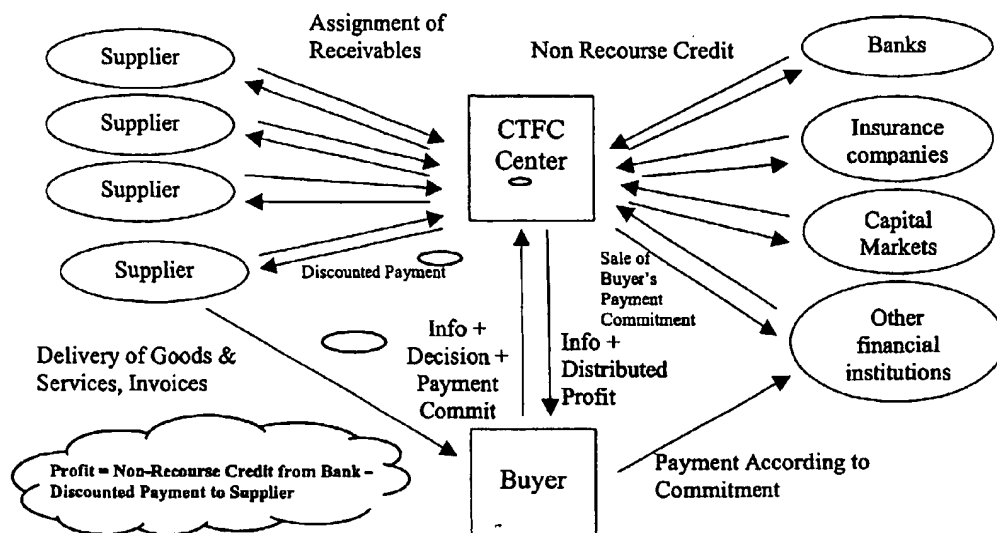 Supplier
Supplier
Supplier
Supplier
Assignment of
Receivables
Non Recourse Credit
CTFC
Center
Banks
Insurance
companies
Capital
Markets
Other
financial
institutions
Discounted Payment
Sale of
Buyer's
Payment
Commitment
Delivery of Goods &
Services, Invoices
Info +
Decision +
Payment
Commit
Info +
Distributed
Profit
Buyer
Payment According to
Commitment
Profit = Non-Recourse Credit from Bank –
Discounted Payment to Supplier